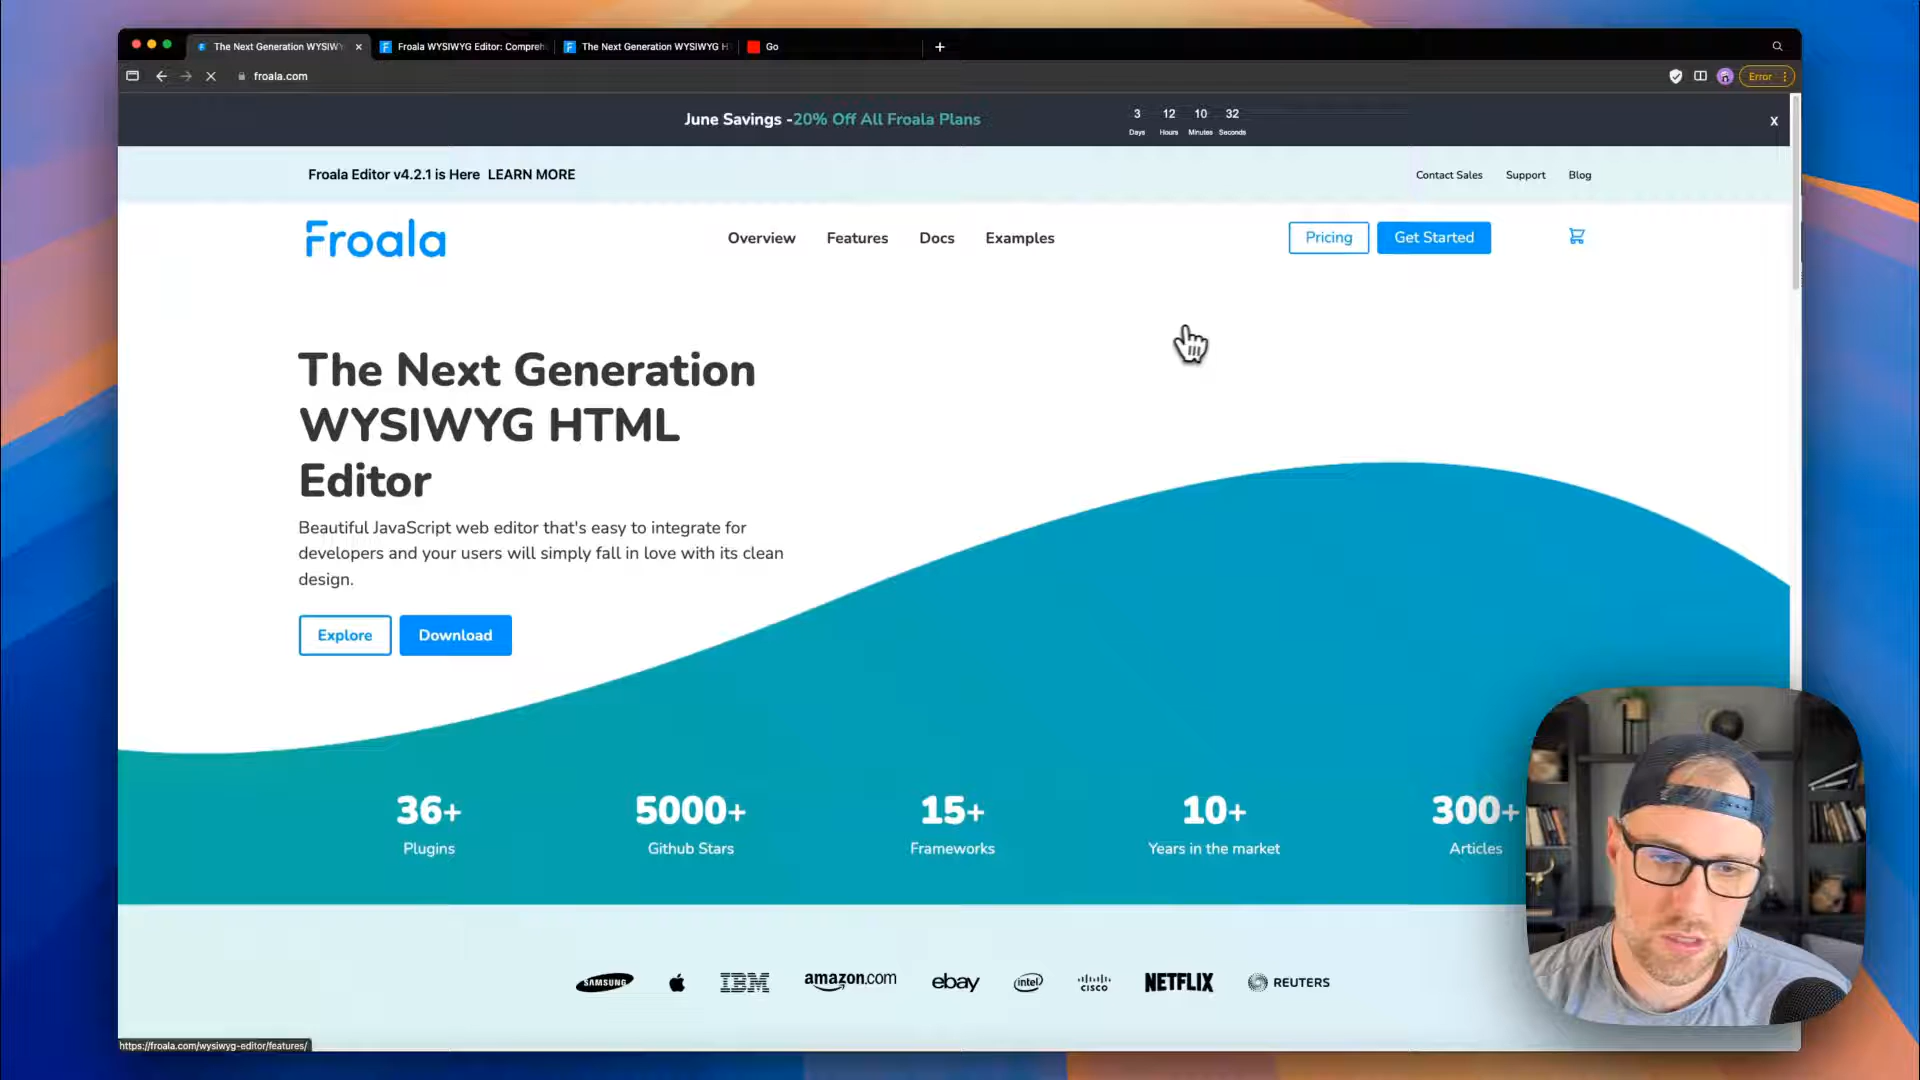 The Next Generation WYSIWY
Froala WYSIWYG Editor: Compreh
The Next Generation WYSIWYG H
Go
froala.com
Error
June Savings -20% Off All Froala Plans
3 12 10 32
Days Hours Minutes Seconds
X
Froala Editor v4.2.1 is Here LEARN MORE
Contact Sales Support Blog
Froala
Overview Features Docs Examples
Pricing Get Started
The Next Generation
WYSIWYG HTML
Editor
Beautiful JavaScript web editor that's easy to integrate for
developers and your users will simply fall in love with its clean
design.
Explore Download
36+ 5000+ 15+ 10+ 300+
Plugins Github Stars Frameworks Years in the market Articles
SAMSUNG IBM amazon.com ebay intel cisco NETFLIX REUTERS
https://froala.com/wysiwyg-editor/features/